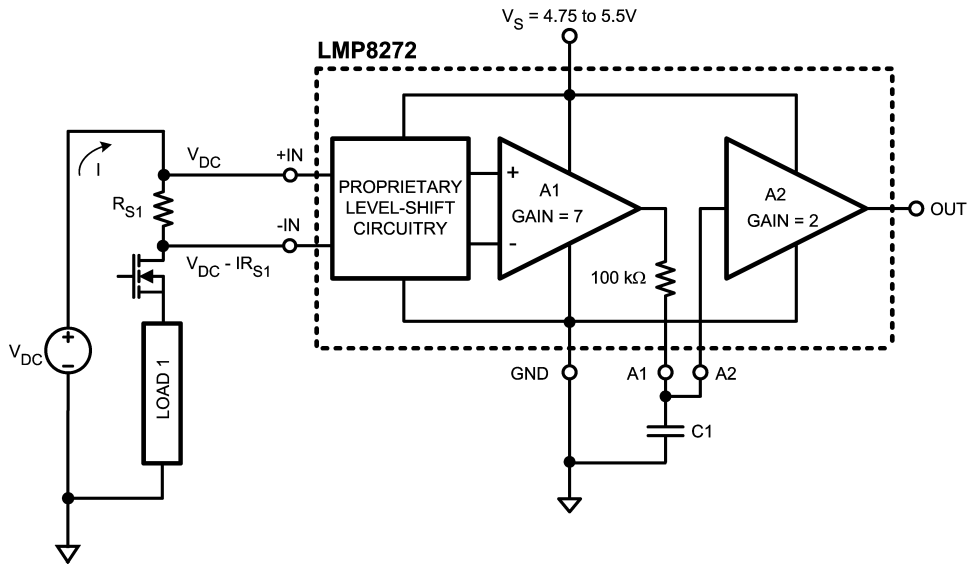 V_S = 4.75 to 5.5V
LMP8272
I
V_DC
+IN
R_S1
-IN
V_DC - IR_S1
PROPRIETARY
LEVEL-SHIFT
CIRCUITRY
+
-
A1
GAIN = 7
A2
GAIN = 2
OUT
100 kΩ
V_DC
+
−
LOAD 1
GND
A1
A2
C1